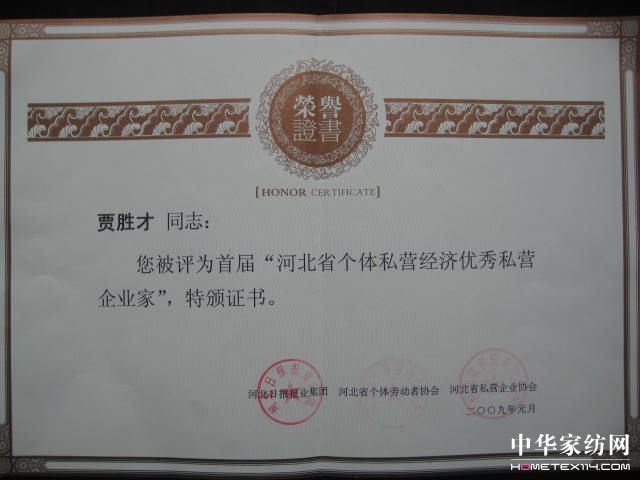 榮譽
證書
[HONOR CERTIFICATE]
贾胜才 同志：
您被评为首届“河北省个体私营经济优秀私营
企业家”，特颁证书。
河北日报报业集团 河北省个体劳动者协会 河北省私营企业协会
二〇〇九年元月
中华家纺网
HOMETEX114.COM